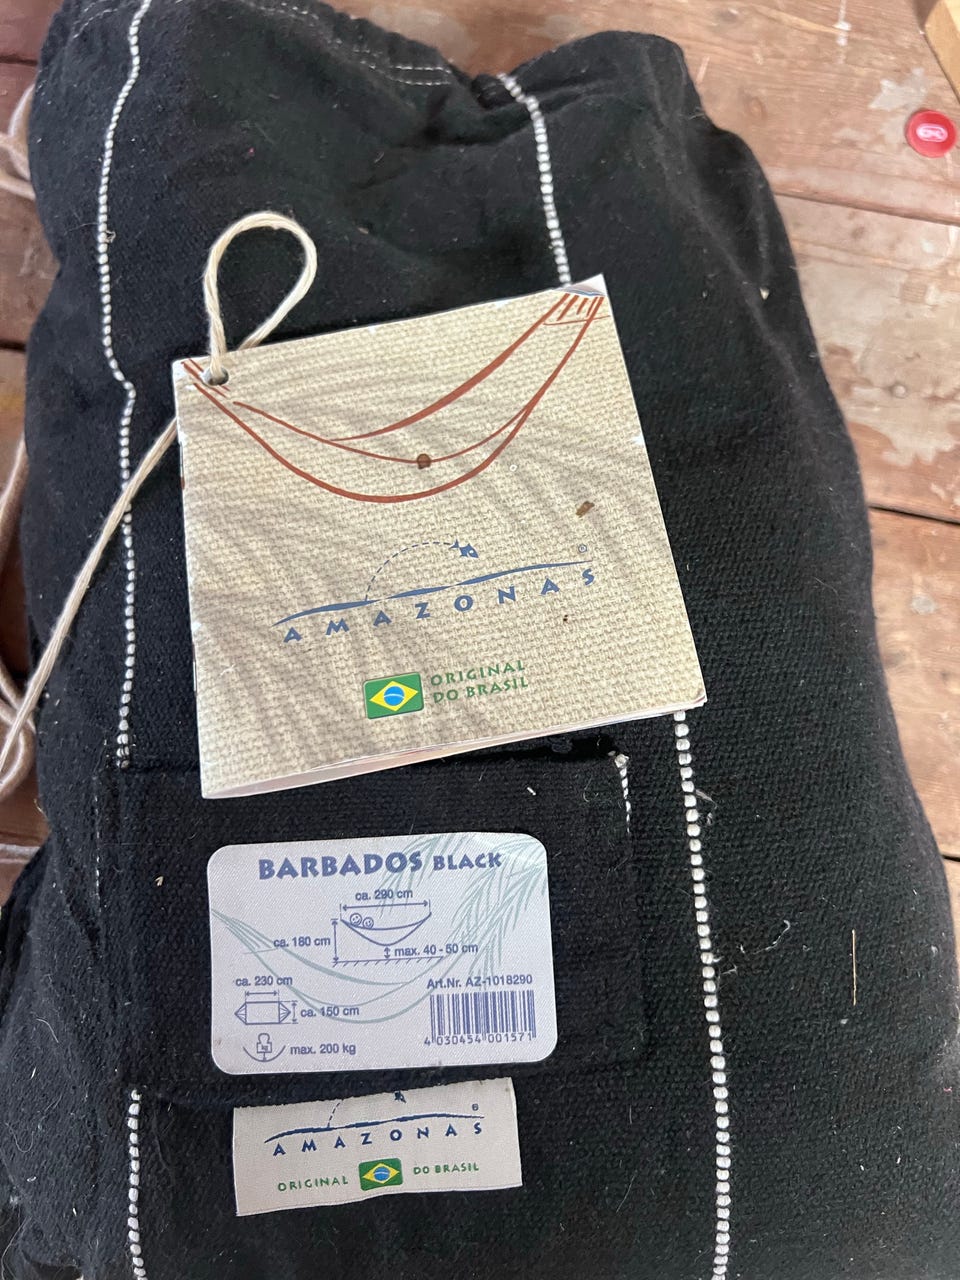 AMAZONAS
®
ORIGINAL
DO BRASIL
BARBADOS BLACK
ca. 290 cm
ca. 180 cm
max. 40 - 50 cm
ca. 230 cm
Art.Nr. AZ-1018290
ca. 150 cm
kg
max. 200 kg
4 030454 001571
AMAZONAS
®
ORIGINAL DO BRASIL